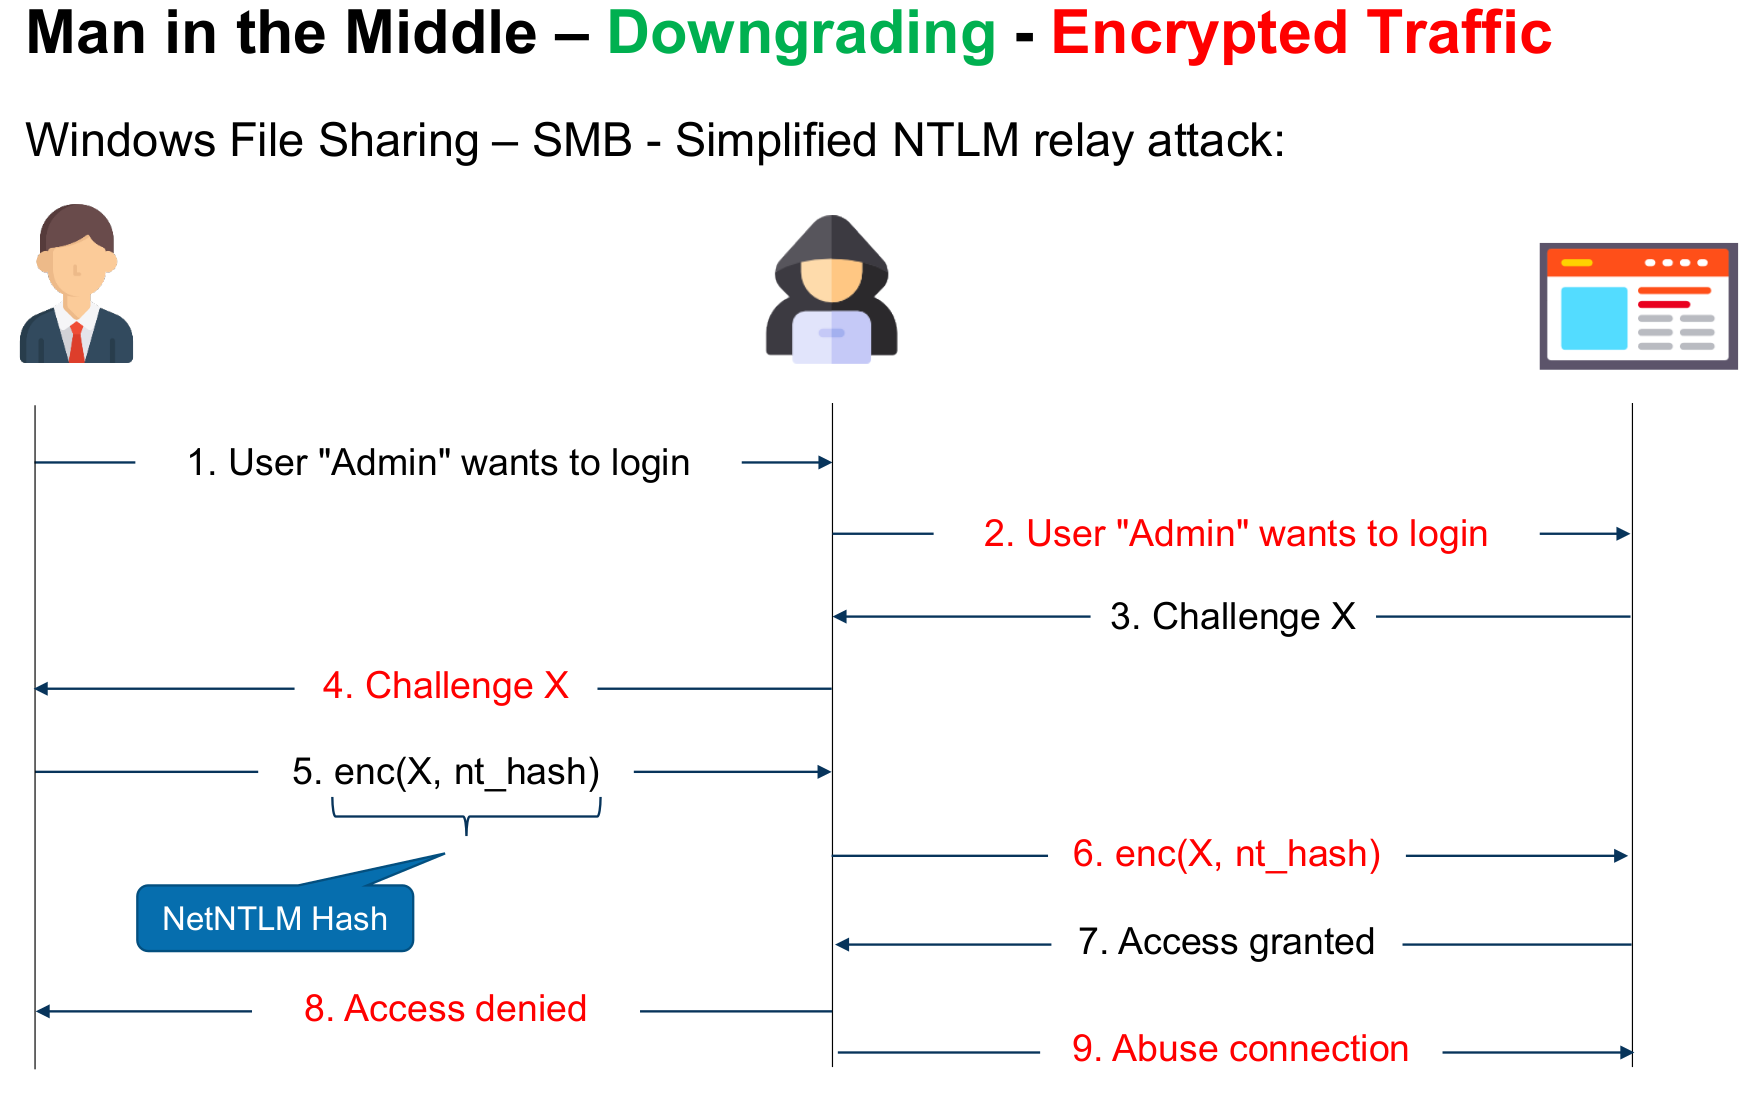 Man in the Middle – Downgrading - Encrypted Traffic
Windows File Sharing – SMB - Simplified NTLM relay attack:
1. User "Admin" wants to login
2. User "Admin" wants to login
3. Challenge X
4. Challenge X
5. enc(X, nt_hash)
6. enc(X, nt_hash)
NetNTLM Hash
7. Access granted
8. Access denied
9. Abuse connection